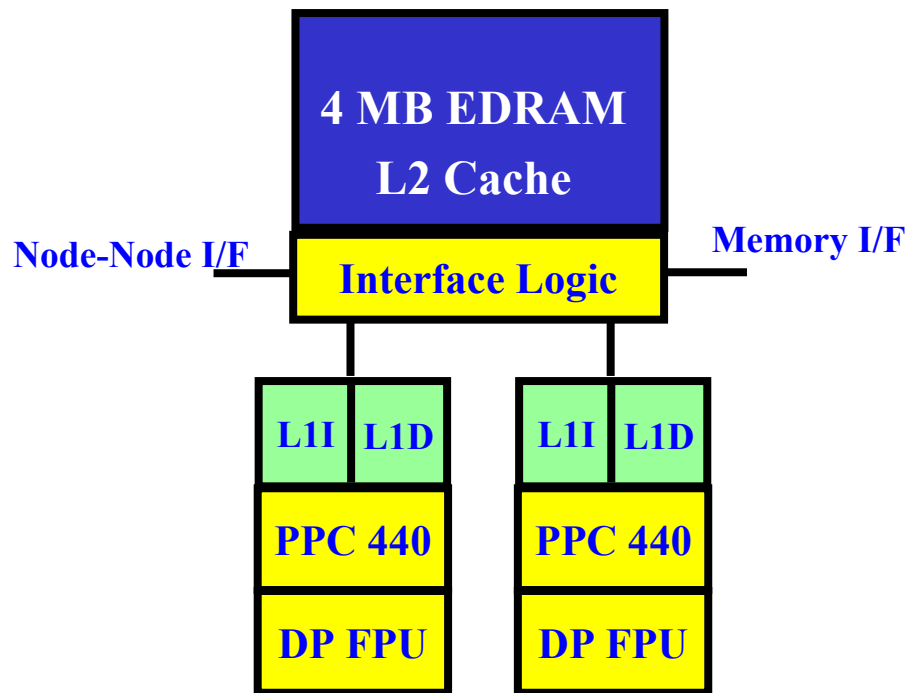 4 MB EDRAM
L2 Cache
Node-Node I/F
Memory I/F
Interface Logic
L1I
L1D
L1I
L1D
PPC 440
PPC 440
DP FPU
DP FPU